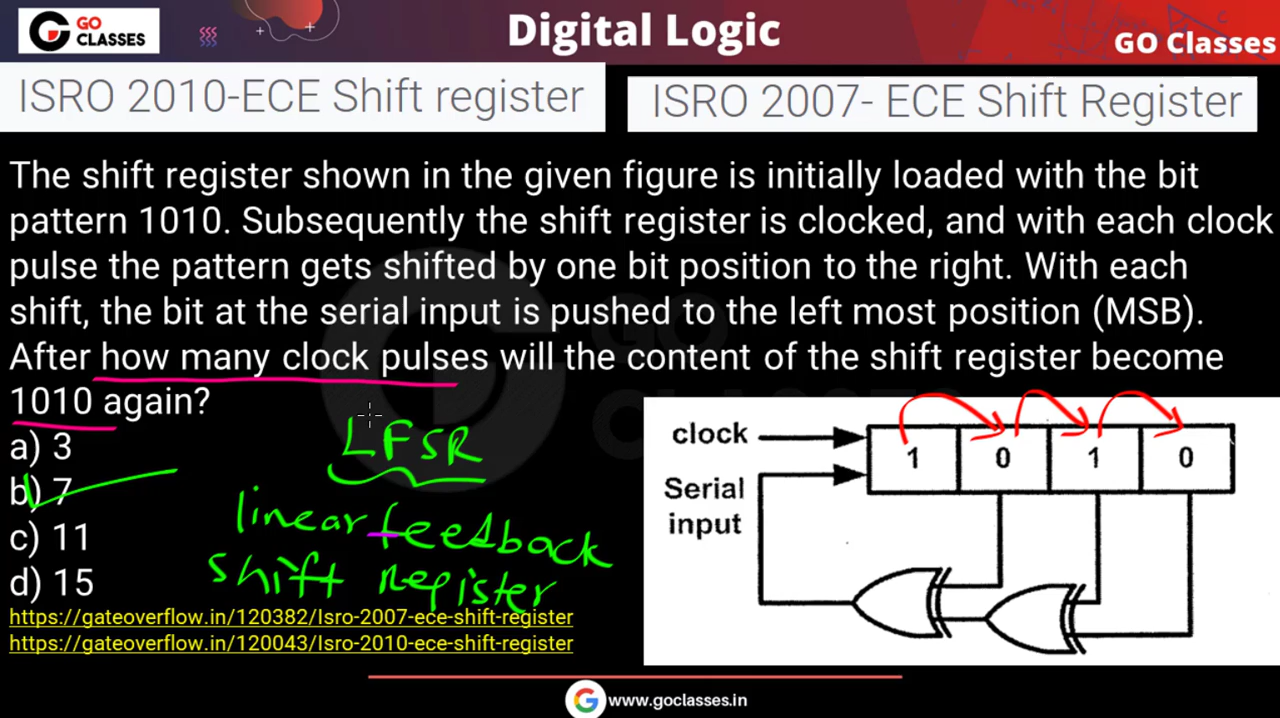 GO
CLASSES
Digital Logic
GO Classes
ISRO 2010-ECE Shift register
ISRO 2007- ECE Shift Register
The shift register shown in the given figure is initially loaded with the bit
pattern 1010. Subsequently the shift register is clocked, and with each clock
pulse the pattern gets shifted by one bit position to the right. With each
shift, the bit at the serial input is pushed to the left most position (MSB).
After how many clock pulses will the content of the shift register become
1010 again?
a) 3
b) 7
c) 11
d) 15
LFSR
linear feedback
shift Register
clock
Serial
input
1 0 1 0
https://gateoverflow.in/120382/Isro-2007-ece-shift-register
https://gateoverflow.in/120043/Isro-2010-ece-shift-register
www.goclasses.in